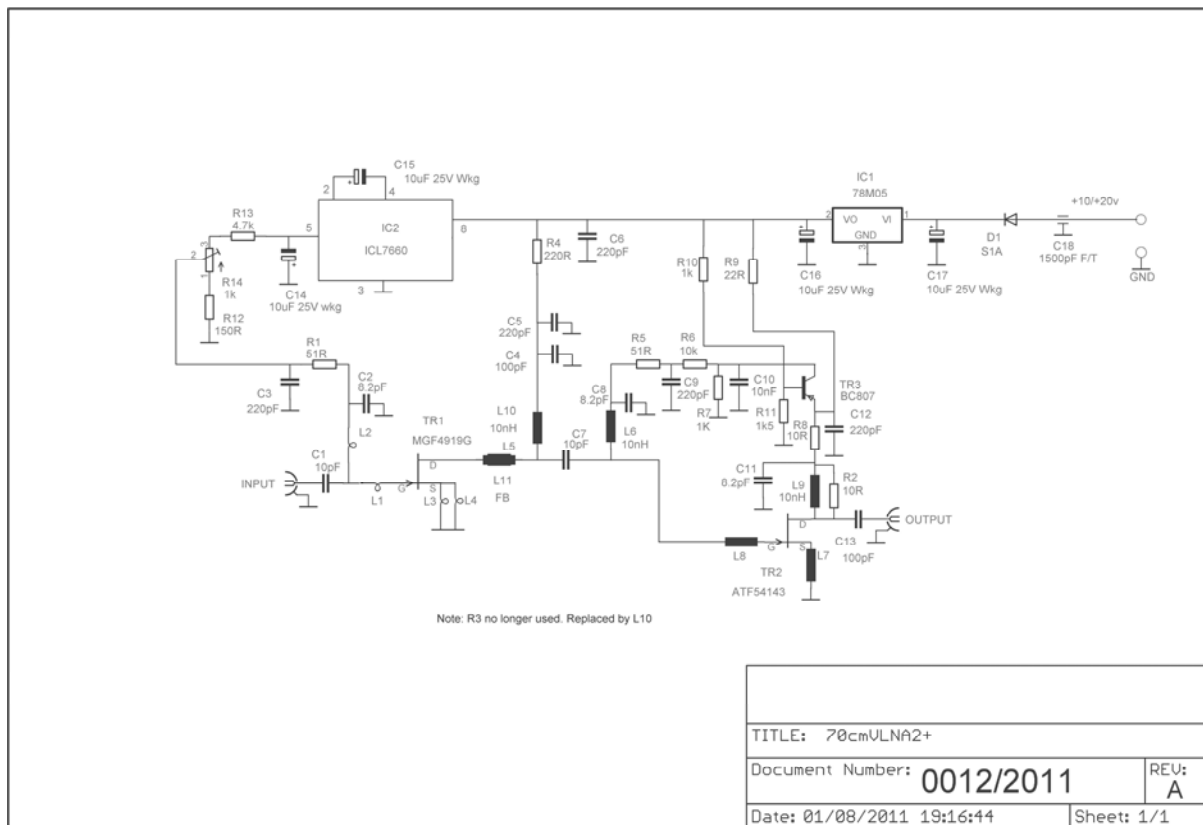 C15
10uF 25V Wkg
2
4
IC1
78M05
+10/+20v
R13
4.7k
5
IC2
ICL7660
8
2
VO
VI
1
GND
3
D1
S1A
C18
1500pF F/T
GND
3
2
1
R14
1k
C14
10uF 25V wkg
3
R4
220R
C6
220pF
R10
1k
R9
22R
C16
10uF 25V Wkg
C17
10uF 25V Wkg
R12
150R
R1
51R
C5
220pF
C4
100pF
R5
51R
R6
10k
C3
220pF
C2
8.2pF
C8
8.2pF
C9
220pF
C10
10nF
R7
1K
R11
1k5
TR3
BC807
C12
220pF
L2
TR1
MGF4919G
L10
10nH
L5
C7
10pF
L6
10nH
R8
10R
C1
10pF
INPUT
L1
G
D
S
L3
L4
L11
FB
C11
8.2pF
L9
10nH
R2
10R
OUTPUT
C13
100pF
L8
G
D
S
L7
TR2
ATF54143
Note: R3 no longer used. Replaced by L10
TITLE: 70cmVLNA2+
Document Number: 0012/2011
REV: A
Date: 01/08/2011 19:16:44
Sheet: 1/1